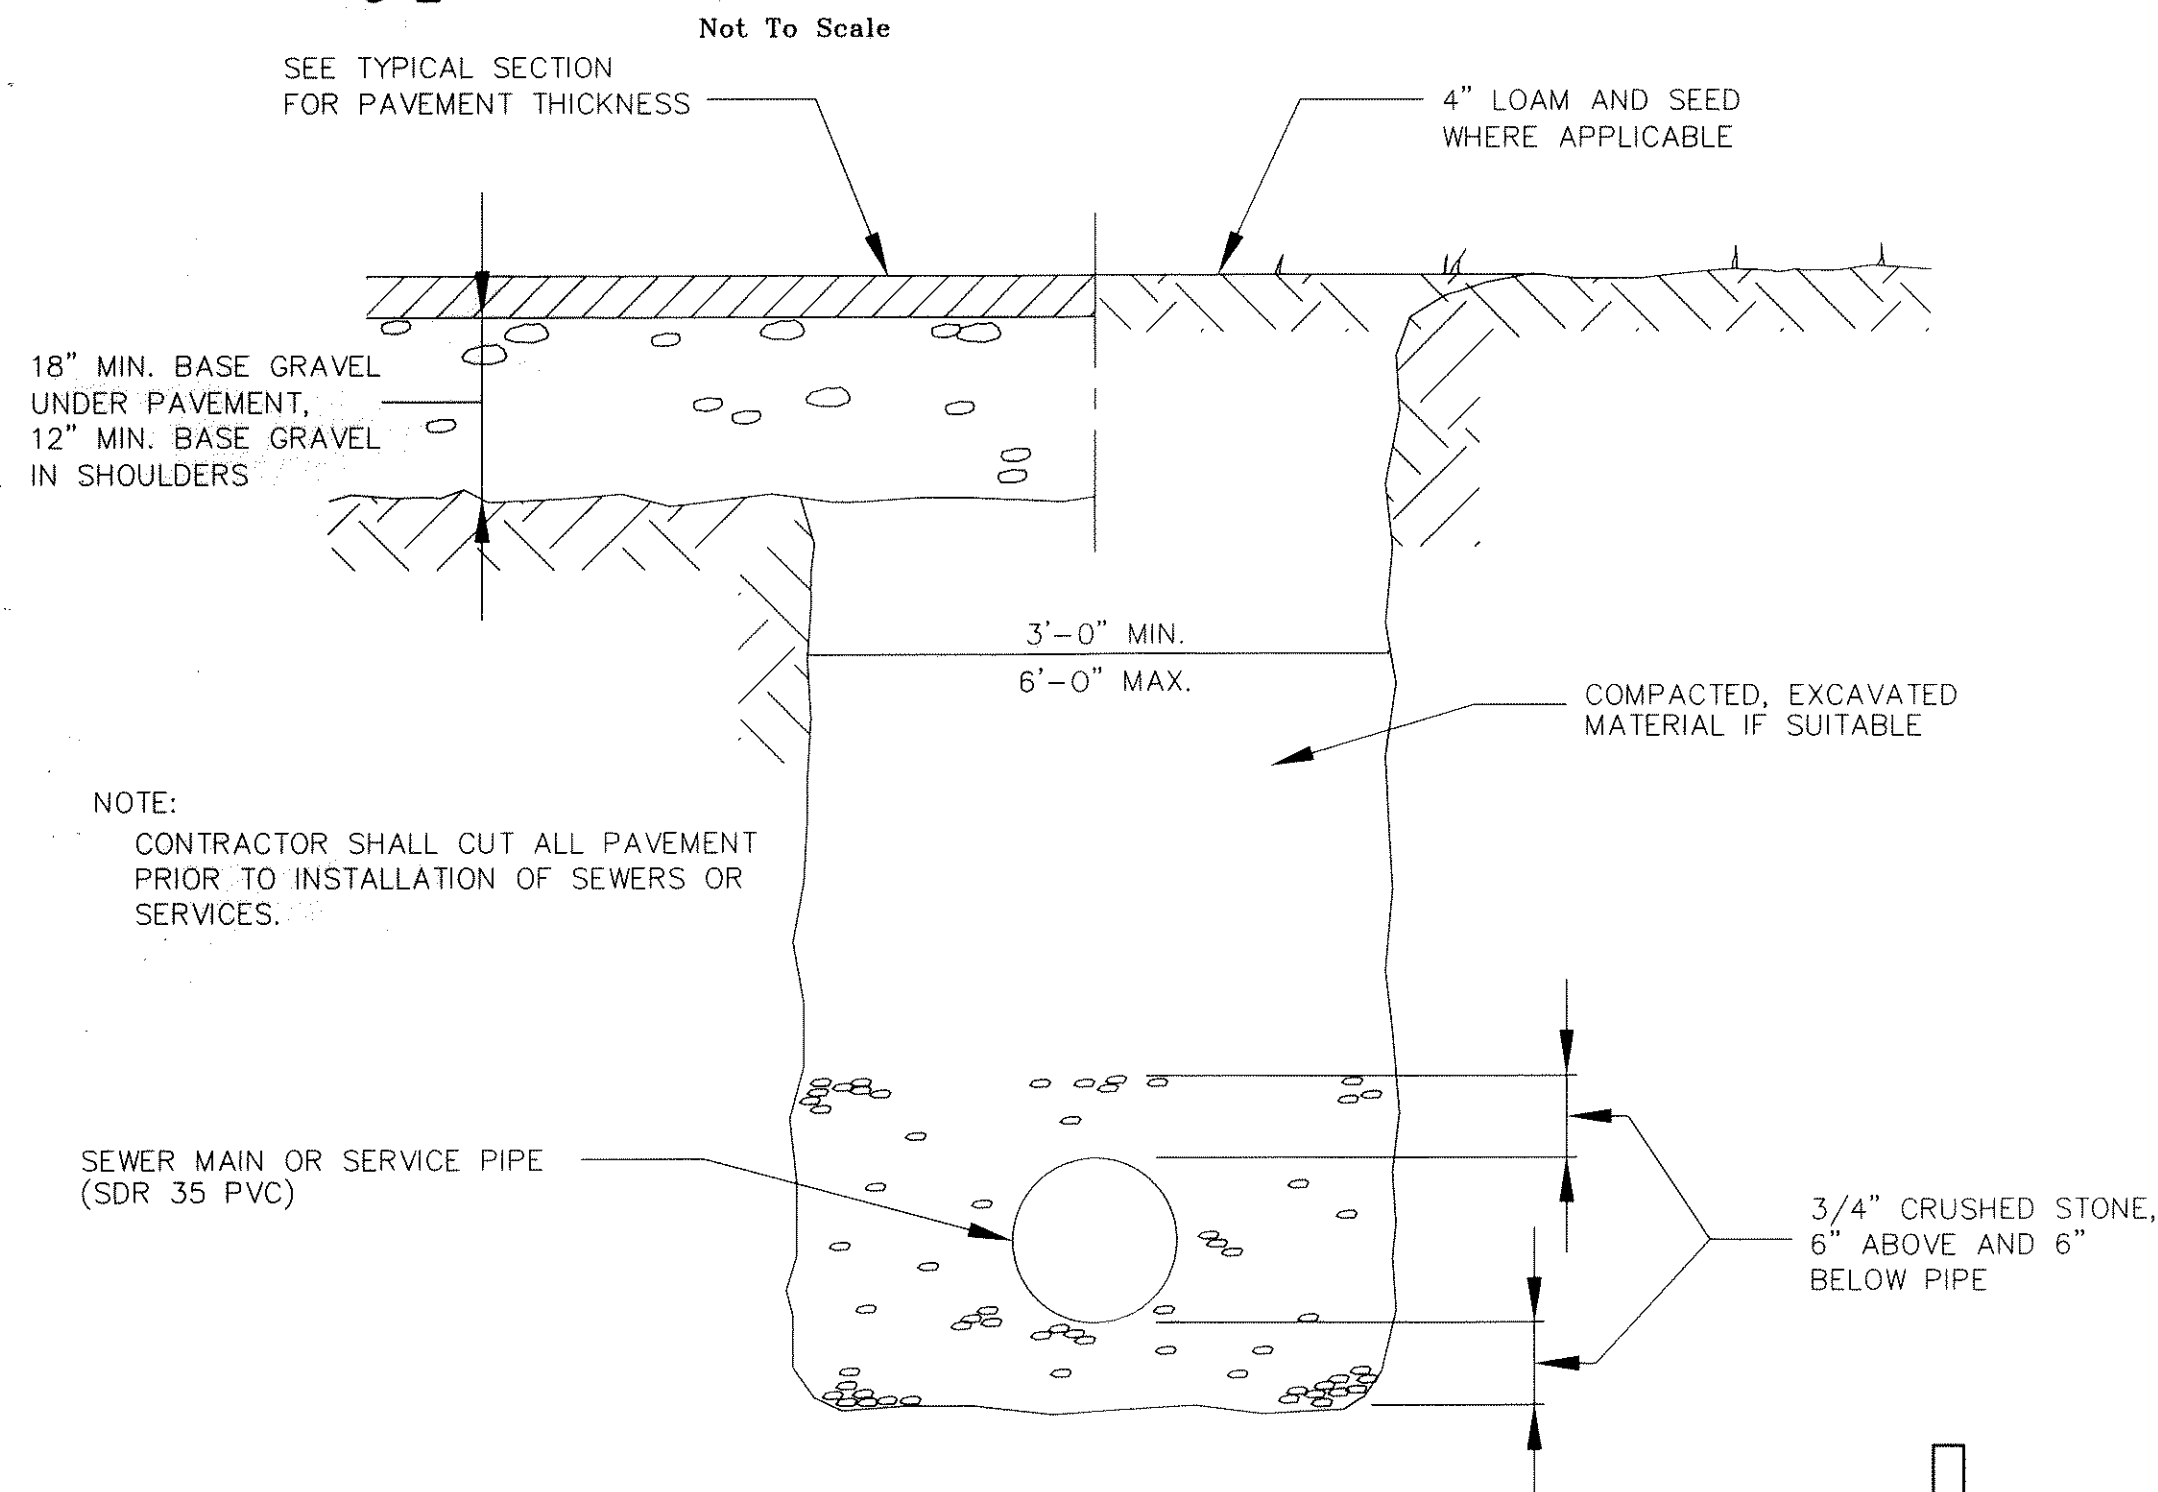 Not To Scale
SEE TYPICAL SECTION
FOR PAVEMENT THICKNESS
4" LOAM AND SEED
WHERE APPLICABLE
18" MIN. BASE GRAVEL
UNDER PAVEMENT,
12" MIN. BASE GRAVEL
IN SHOULDERS
3'-0" MIN.
6'-0" MAX.
COMPACTED, EXCAVATED
MATERIAL IF SUITABLE
NOTE:
CONTRACTOR SHALL CUT ALL PAVEMENT
PRIOR TO INSTALLATION OF SEWERS OR
SERVICES.
SEWER MAIN OR SERVICE PIPE
(SDR 35 PVC)
3/4" CRUSHED STONE,
6" ABOVE AND 6"
BELOW PIPE